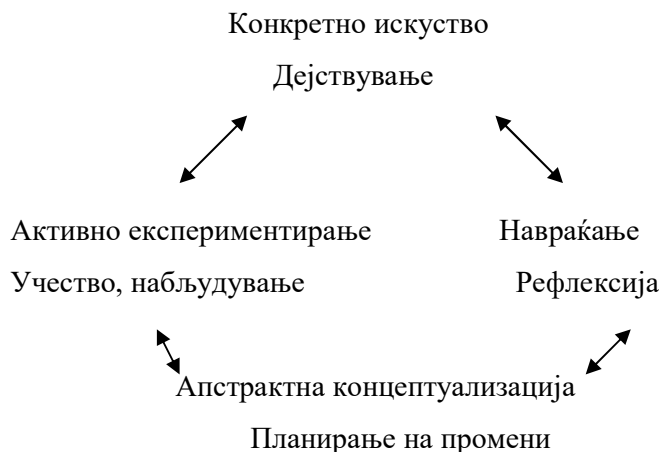 Конкретно искуство
Дејствување
Активно експериментирање
Навраќање
Учество, набљудување
Рефлексија
Апстрактна концептуализација
Планирање на промени